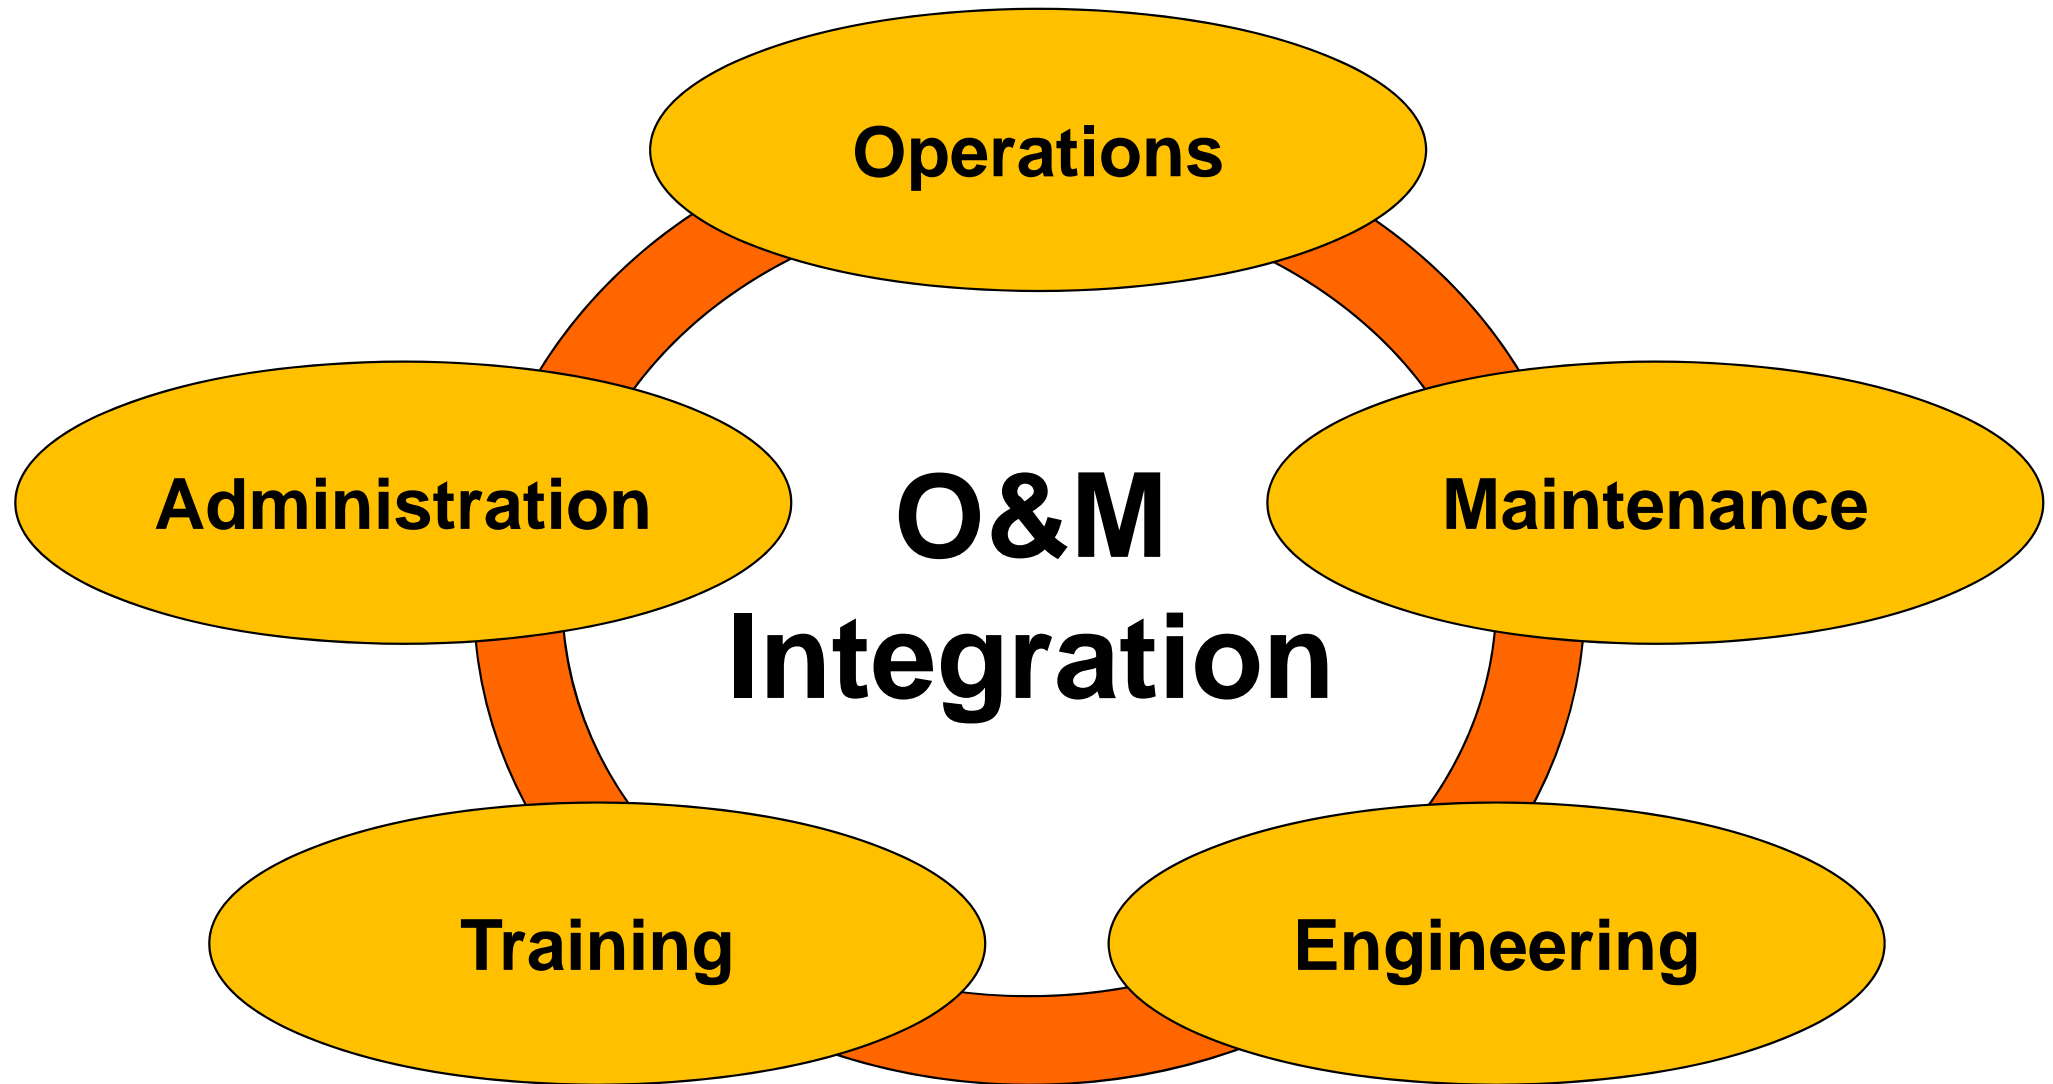 Operations
Administration
O&M
Integration
Maintenance
Training
Engineering